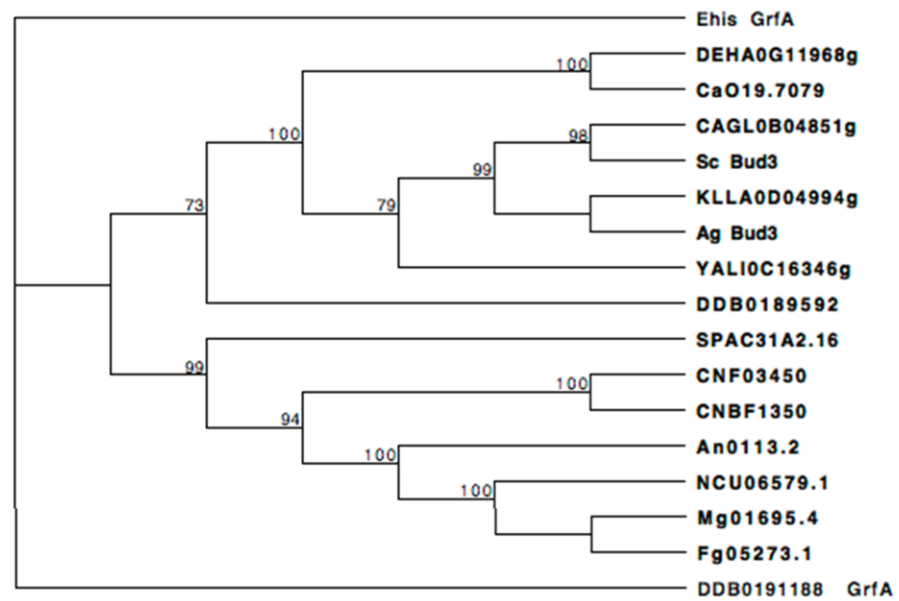 Ehis GrfA
DEHA0G11968g
100
CaO19.7079
CAGL0B04851g
100
98
Sc Bud3
99
KLLA0D04994g
73
79
Ag Bud3
YALI0C16346g
DDB0189592
SPAC31A2.16
99
CNF03450
100
CNBF1350
94
An0113.2
100
NCU06579.1
100
Mg01695.4
Fg05273.1
DDB0191188 GrfA